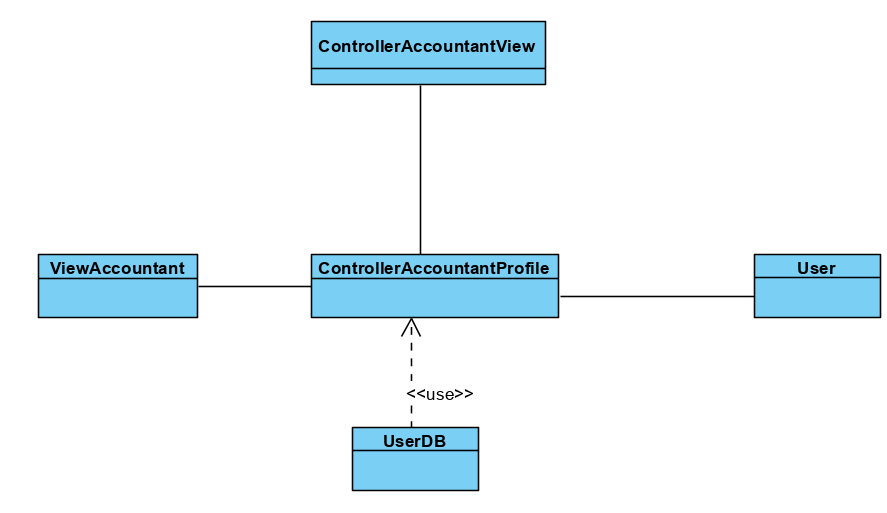 ControllerAccountantView
ViewAccountant
ControllerAccountantProfile
User
<<use>>
UserDB